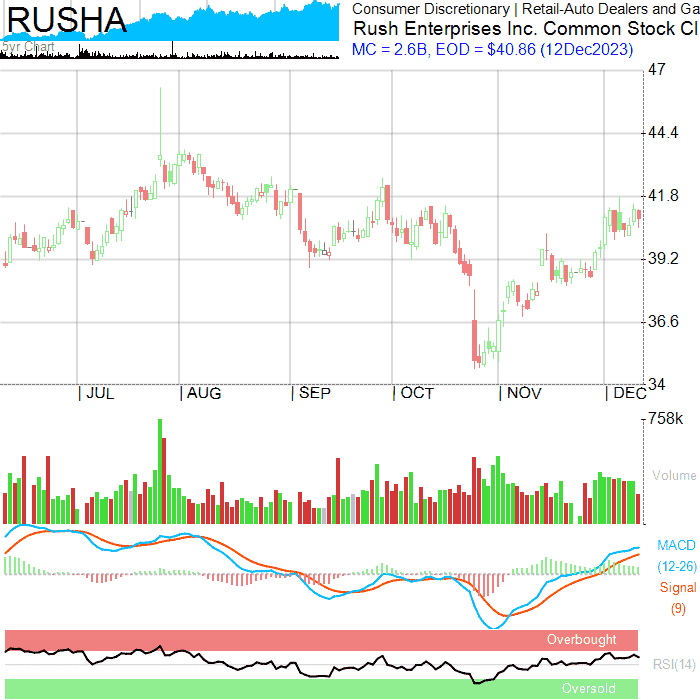 RUSHA
5yr Chart
Consumer Discretionary | Retail-Auto Dealers and Ga
Rush Enterprises Inc. Common Stock Cl
MC = 2.6B, EOD = $40.86 (12Dec2023)
47
44.4
41.8
39.2
36.6
34
| JUL | AUG | SEP | OCT | NOV | DEC
758k
Volume
MACD
(12-26)
Signal
(9)
Overbought
RSI(14)
Oversold